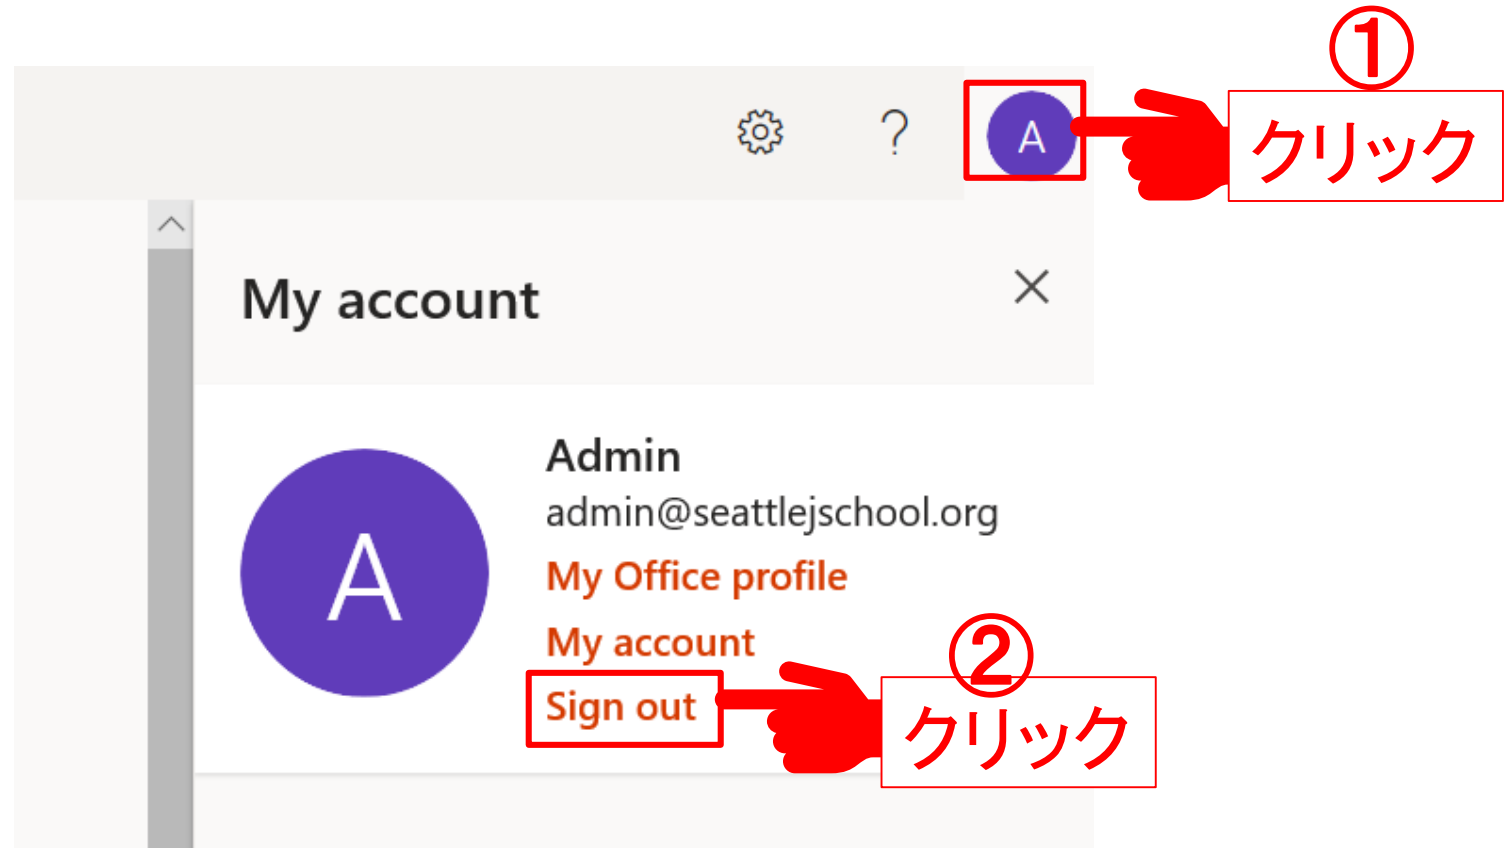 ①
? A クリック
My account
Admin
A admin@seattlejschool.org
My Office profile
My account
②
Sign out クリック